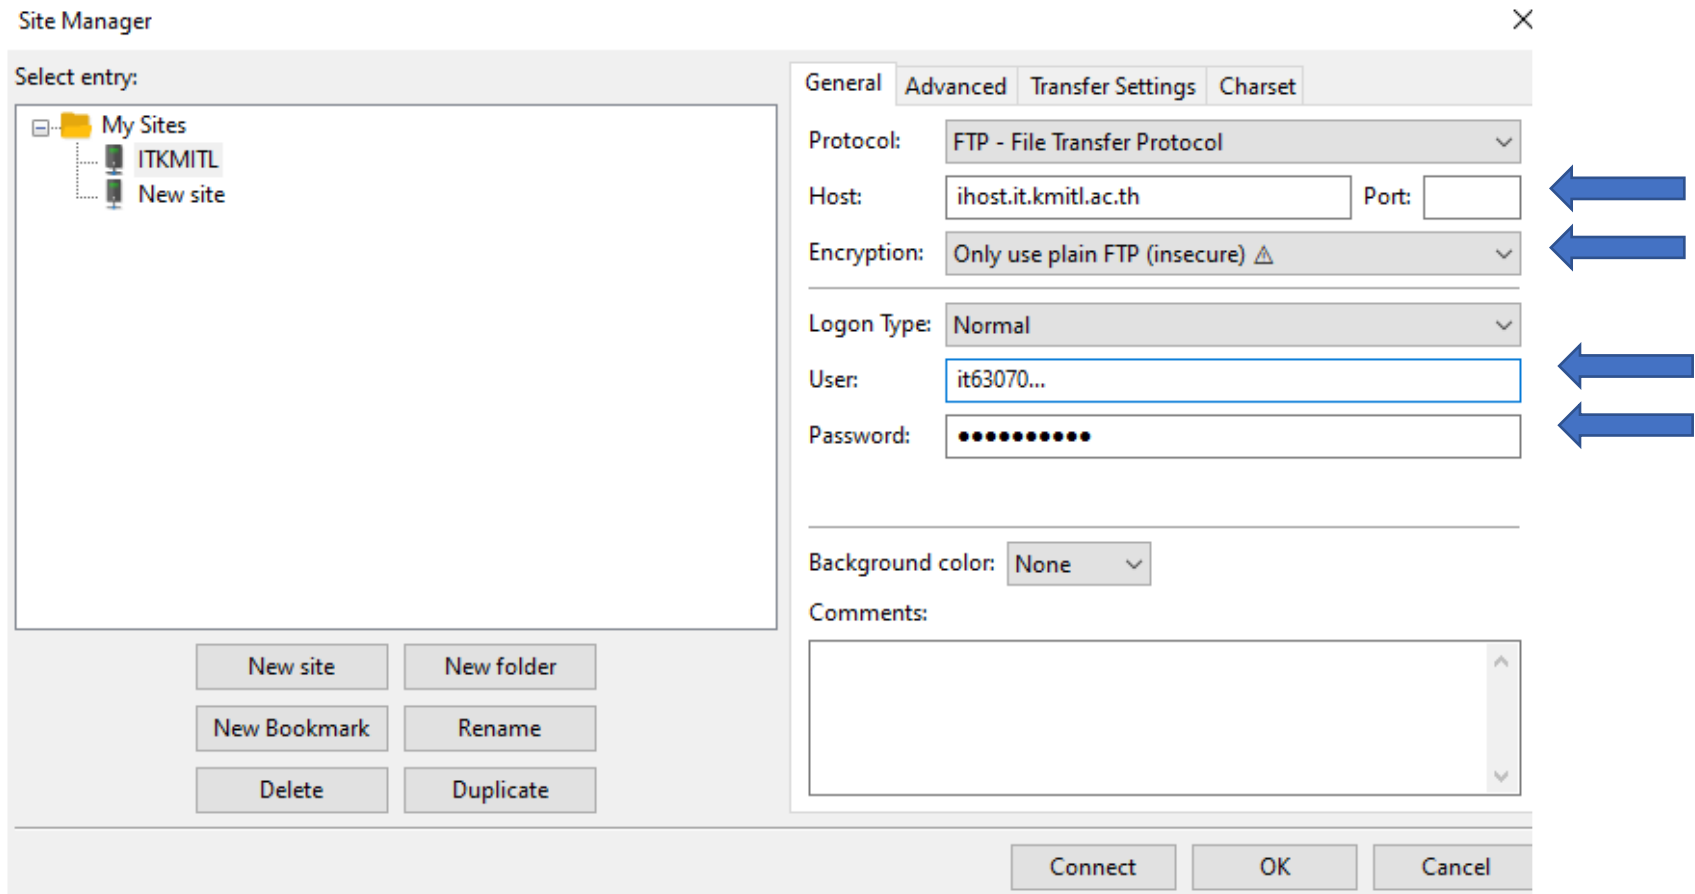 Site Manager
Select entry:
My Sites
ITKMITL
New site
New site
New folder
New Bookmark
Rename
Delete
Duplicate
General Advanced Transfer Settings Charset
Protocol: FTP - File Transfer Protocol
Host: ihost.it.kmitl.ac.th Port:
Encryption: Only use plain FTP (insecure) ⚠
Logon Type: Normal
User: it63070...
Password: ●●●●●●●●●●
Background color: None
Comments:
Connect
OK
Cancel